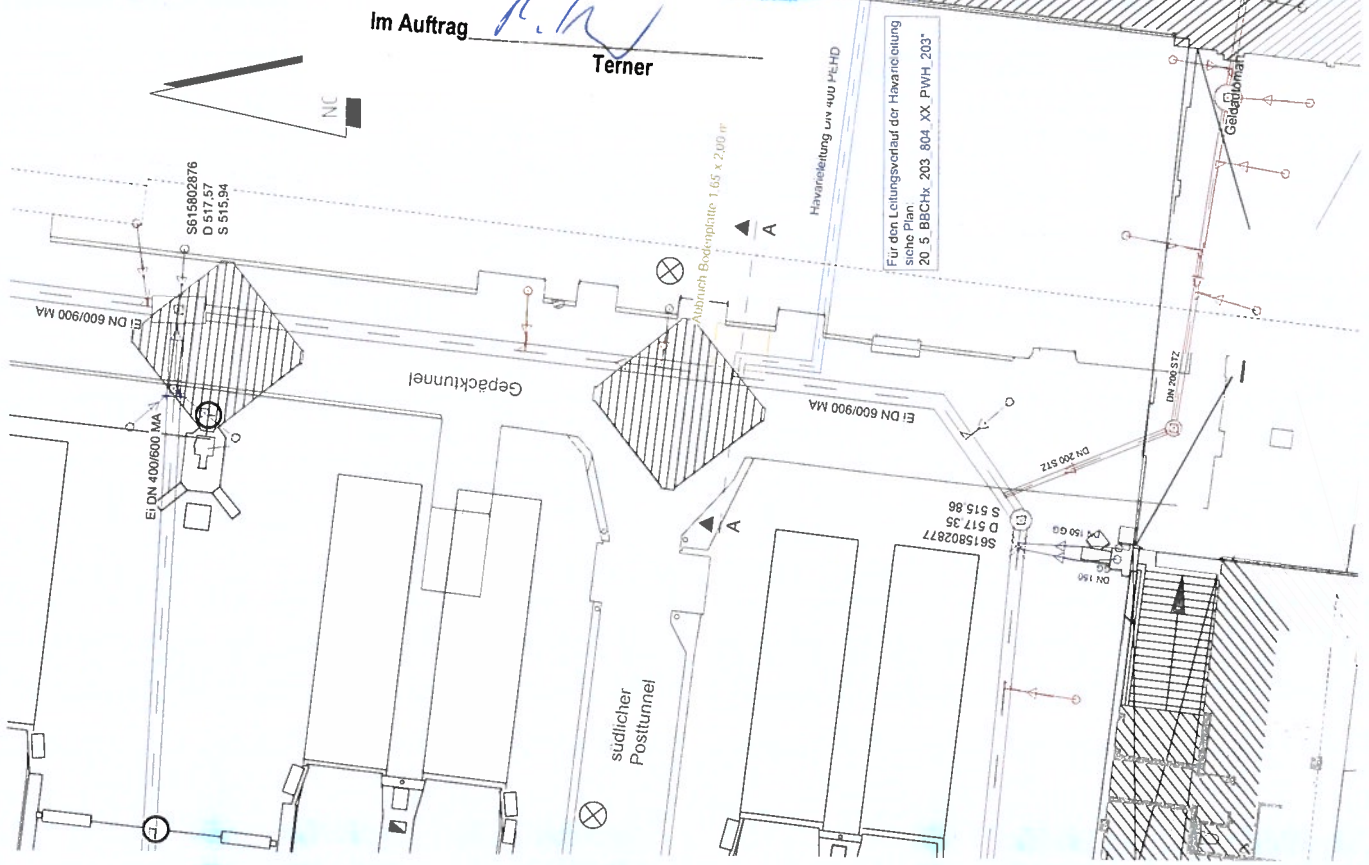 Im Auftrag
Terner
S615802876
D 517,57
S 515,94
Ei DN 600/900 MA
Ei DN 400/600 MA
Gepäcktunnel
Abbruch Bodenplatte 1,65 x 2,00 m
A
Havarieleitung DN 400 PEHD
Für den Leitungsverlauf der Havarieleitung
siehe Plan:
Geldautomat
Ei DN 600/900 MA
DN 200 STZ
DN 200 STZ
S615802877
D 517,35
S 515,86
A
DN 150 GG
DN 150
GG
südlicher
Posttunnel